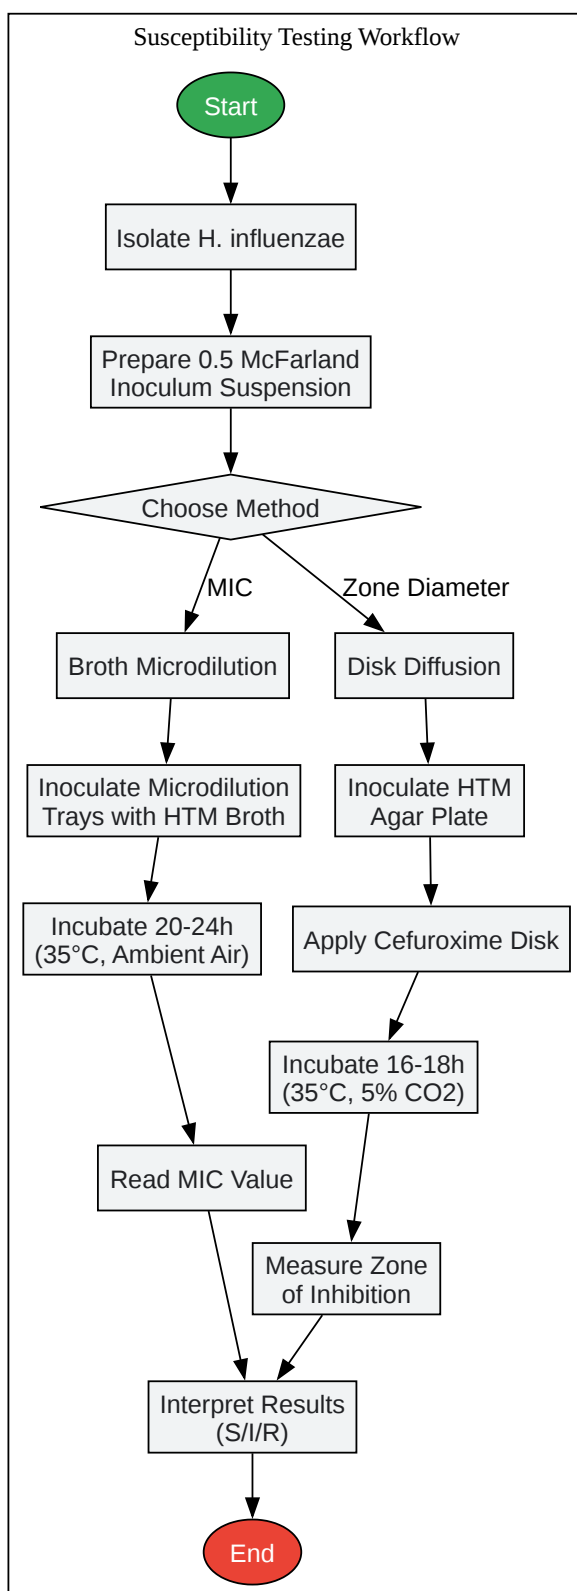 Susceptibility Testing Workflow
Start
Isolate H. influenzae
Prepare 0.5 McFarland
Inoculum Suspension
Choose Method
MIC
Zone Diameter
Broth Microdilution
Disk Diffusion
Inoculate Microdilution
Trays with HTM Broth
Inoculate HTM
Agar Plate
Incubate 20-24h
(35°C, Ambient Air)
Apply Cefuroxime Disk
Incubate 16-18h
(35°C, 5% CO2)
Read MIC Value
Measure Zone
of Inhibition
Interpret Results
(S/I/R)
End